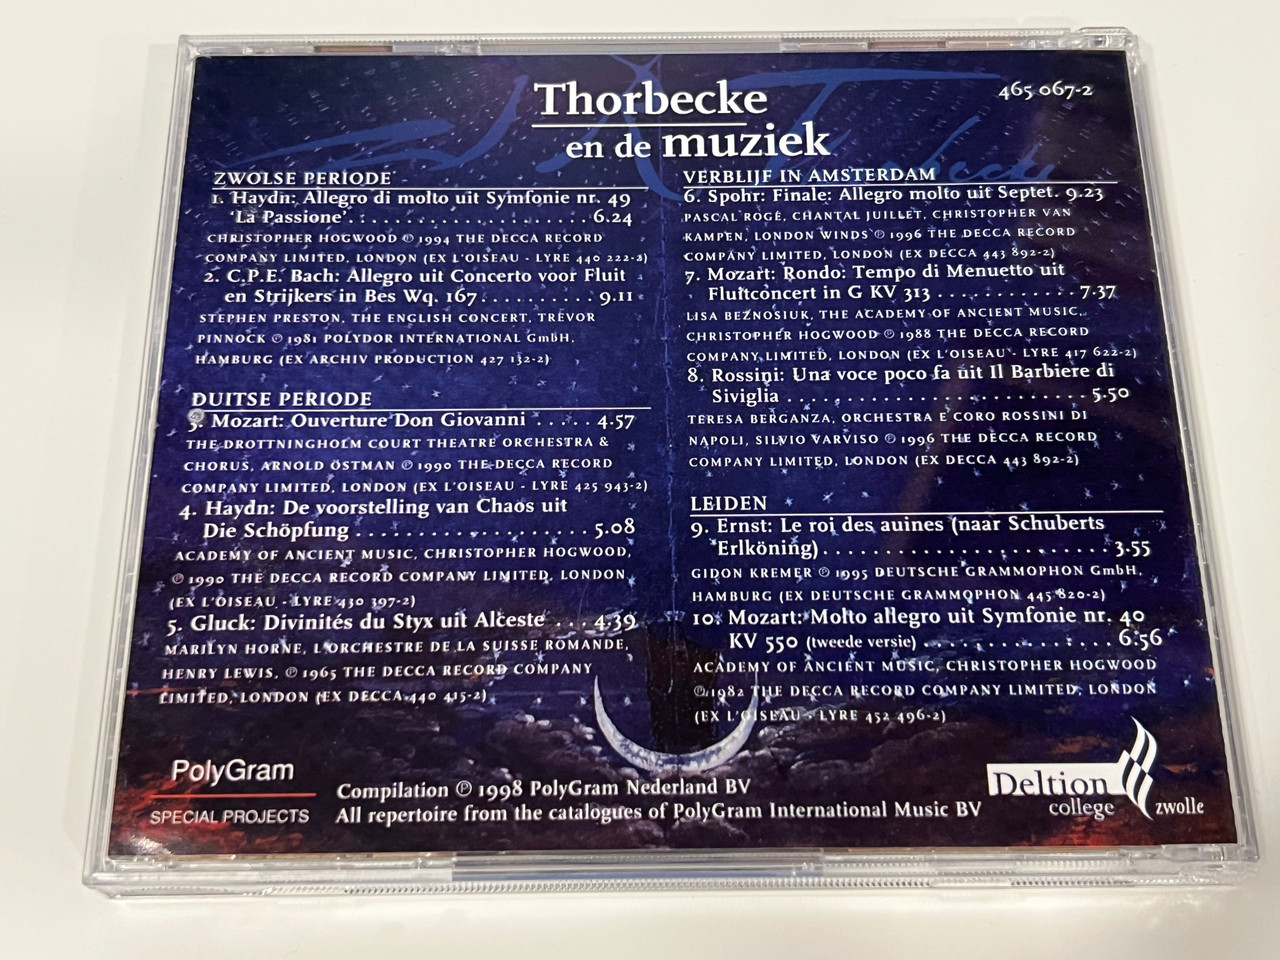 Thorbecke
en de muziek
465 067-2
ZWOLSE PERIODE
1. Haydn: Allegro di molto uit Symfonie nr. 49
'La Passione'. . . . . . . . . . . . . . . . . . . . . 6.24
CHRISTOPHER HOGWOOD ℗ 1994 THE DECCA RECORD
COMPANY LIMITED, LONDON (EX L'OISEAU - LYRE 440 222-2)
2. C.P.E. Bach: Allegro uit Concerto voor Fluit
en Strijkers in Bes Wq. 167. . . . . . . . . . 9.11
STEPHEN PRESTON, THE ENGLISH CONCERT, TREVOR
PINNOCK ℗ 1981 POLYDOR INTERNATIONAL GmbH,
HAMBURG (EX ARCHIV PRODUCTION 427 132-2)
DUITSE PERIODE
3. Mozart: Ouverture Don Giovanni . . . . . 4.57
THE DROTTNINGHOLM COURT THEATRE ORCHESTRA &
CHORUS, ARNOLD ÖSTMAN ℗ 1990 THE DECCA RECORD
COMPANY LIMITED, LONDON (EX L'OISEAU - LYRE 425 943-2)
4. Haydn: De voorstelling van Chaos uit
Die Schöpfung . . . . . . . . . . . . . . . . . . . . 5.08
ACADEMY OF ANCIENT MUSIC, CHRISTOPHER HOGWOOD,
℗ 1990 THE DECCA RECORD COMPANY LIMITED, LONDON
(EX L'OISEAU - LYRE 430 397-2)
5. Gluck: Divinités du Styx uit Alceste . . . 4.39
MARILYN HORNE, L'ORCHESTRE DE LA SUISSE ROMANDE,
HENRY LEWIS, ℗ 1965 THE DECCA RECORD COMPANY
LIMITED, LONDON (EX DECCA 440 415-2)
VERBLIJF IN AMSTERDAM
6. Spohr: Finale: Allegro molto uit Septet. 9.23
PASCAL ROGÉ, CHANTAL JUILLET, CHRISTOPHER VAN
KAMPEN, LONDON WINDS ℗ 1996 THE DECCA RECORD
COMPANY LIMITED, LONDON (EX DECCA 443 892-2)
7. Mozart: Rondo: Tempo di Menuetto uit
Fluitconcert in G KV 313 . . . . . . . . . . . . 7.37
LISA BEZNOSIUK, THE ACADEMY OF ANCIENT MUSIC,
CHRISTOPHER HOGWOOD ℗ 1988 THE DECCA RECORD
COMPANY LIMITED, LONDON (EX L'OISEAU - LYRE 417 622-2)
8. Rossini: Una voce poco fa uit Il Barbiere di
Siviglia . . . . . . . . . . . . . . . . . . . . . . . . . . 5.50
TERESA BERGANZA, ORCHESTRA E CORO ROSSINI DI
NAPOLI, SILVIO VARVISO ℗ 1996 THE DECCA RECORD
COMPANY LIMITED, LONDON (EX DECCA 443 892-2)
LEIDEN
9. Ernst: Le roi des auines (naar Schuberts
Erlköning) . . . . . . . . . . . . . . . . . . . . . . . . 3.55
GIDON KREMER ℗ 1995 DEUTSCHE GRAMMOPHON GmbH,
HAMBURG (EX DEUTSCHE GRAMMOPHON 445 820-2)
10. Mozart: Molto allegro uit Symfonie nr. 40
KV 550 (tweede versie) . . . . . . . . . . . . . . . 6.56
ACADEMY OF ANCIENT MUSIC, CHRISTOPHER HOGWOOD
℗ 1982 THE DECCA RECORD COMPANY LIMITED, LONDON
(EX L'OISEAU - LYRE 452 496-2)
PolyGram
SPECIAL PROJECTS
Compilation ℗ 1998 PolyGram Nederland BV
All repertoire from the catalogues of PolyGram International Music BV
Deltion
college
zwolle